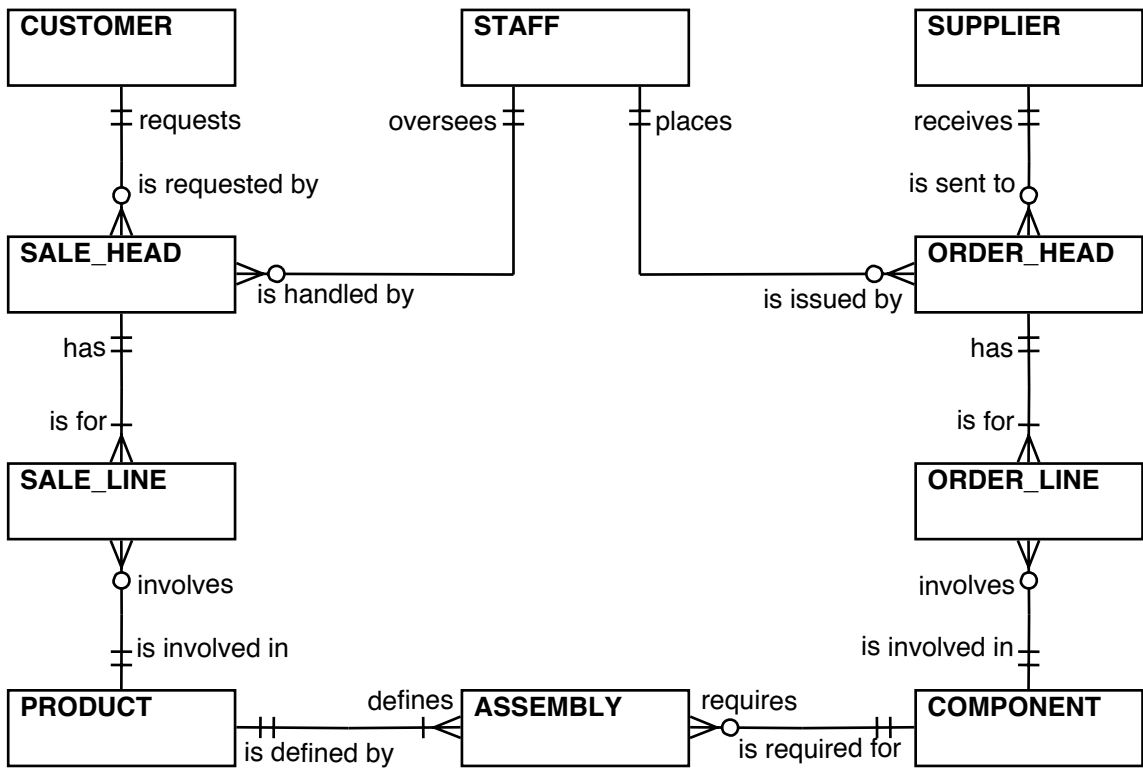 CUSTOMER
STAFF
SUPPLIER
requests
oversees
places
receives
is requested by
is sent to
SALE_HEAD
ORDER_HEAD
is handled by
is issued by
has
has
is for
is for
SALE_LINE
ORDER_LINE
involves
involves
is involved in
is involved in
PRODUCT
defines
ASSEMBLY
requires
COMPONENT
is defined by
is required for